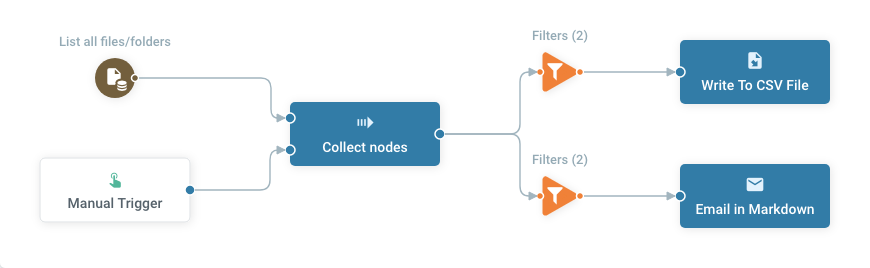 List all files/folders
Filters (2)
Write To CSV File
Collect nodes
Filters (2)
Manual Trigger
Email in Markdown